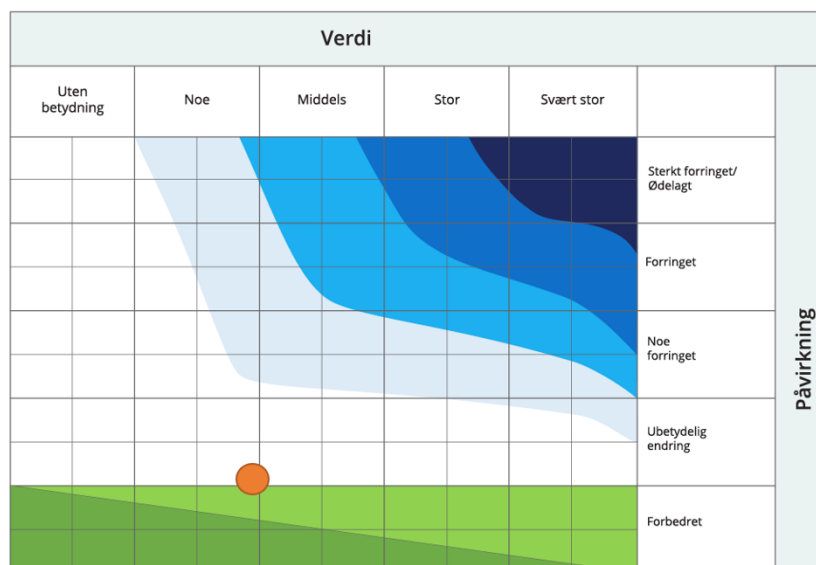 Verdi
Uten
betydning
Noe
Middels
Stor
Svært stor
Sterkt forringet/
Ødelagt
Forringet
Noe
forringet
Ubetydelig
endring
Forbedret
Påvirkning